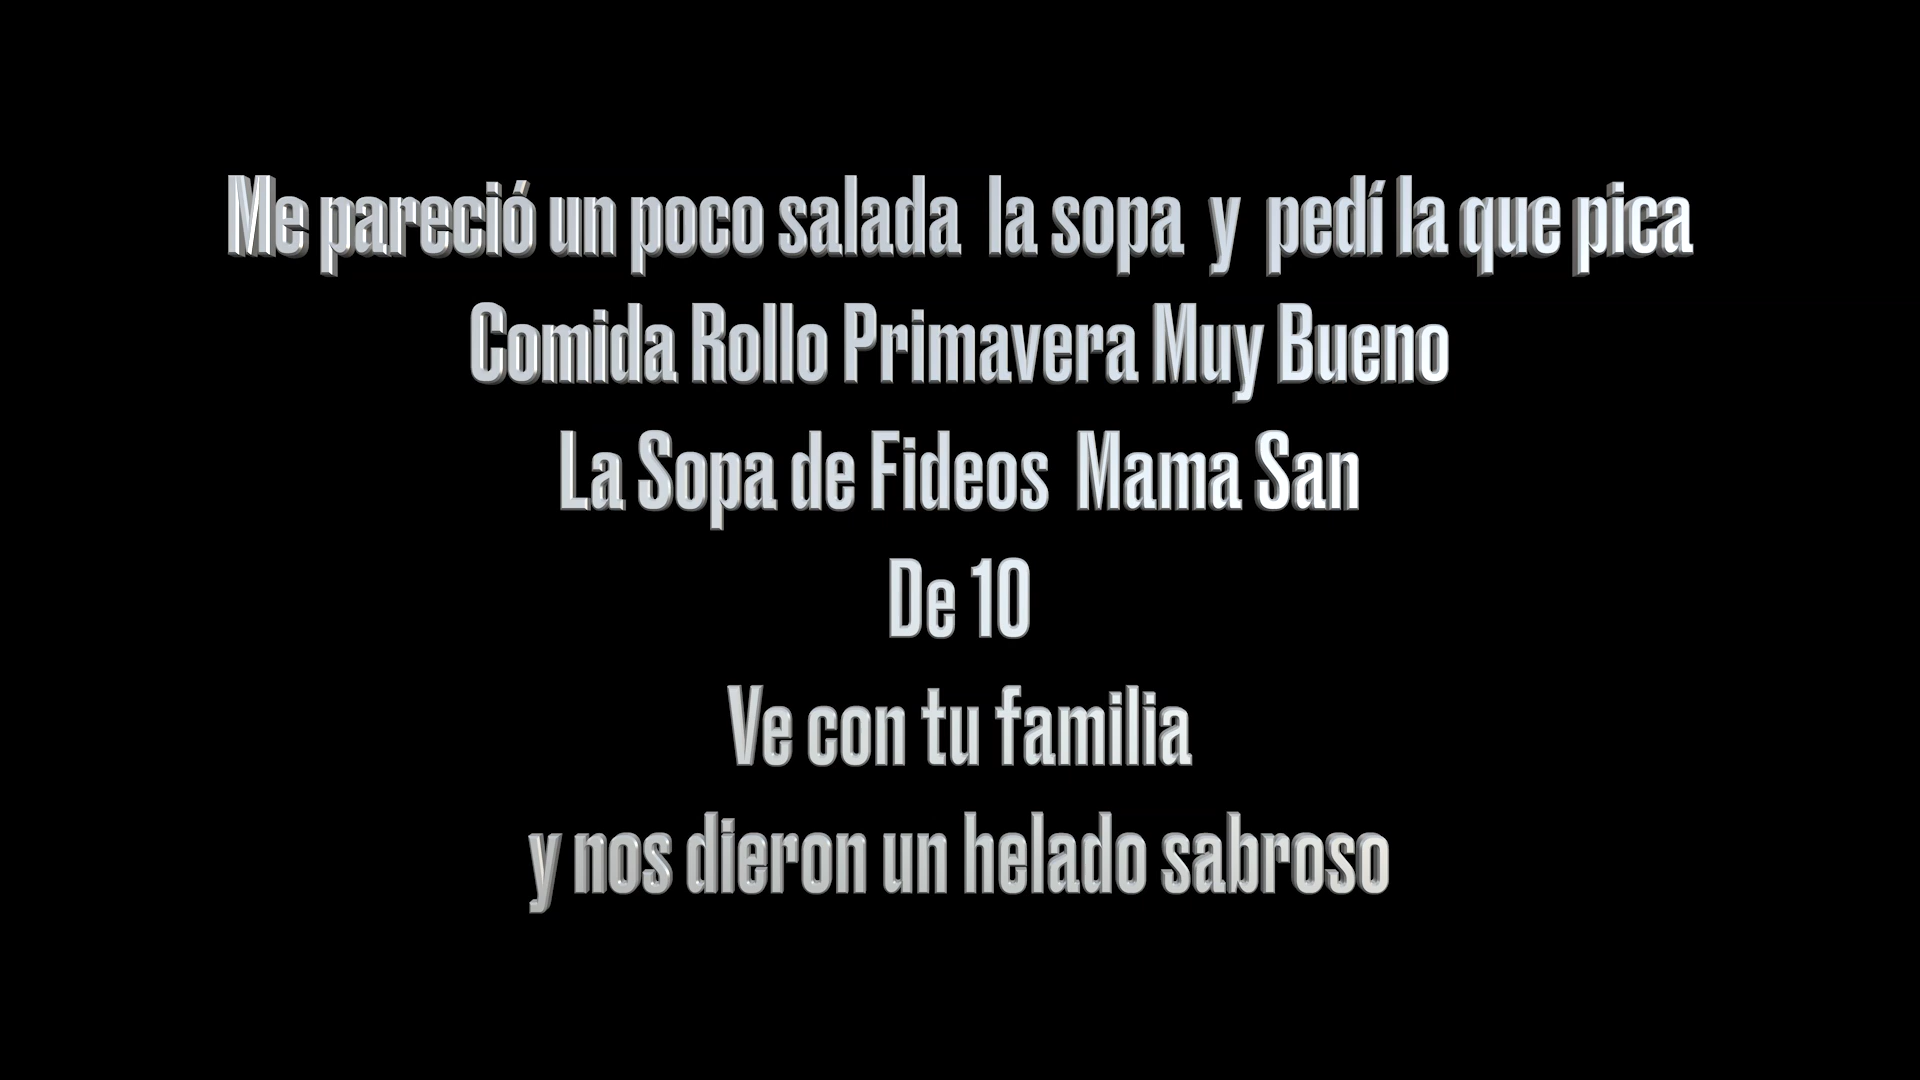 Me pareció un poco salada la sopa y pedí la que pica
Comida Rollo Primavera Muy Bueno
La Sopa de Fideos Mama San
De 10
Ve con tu familia
y nos dieron un helado sabroso